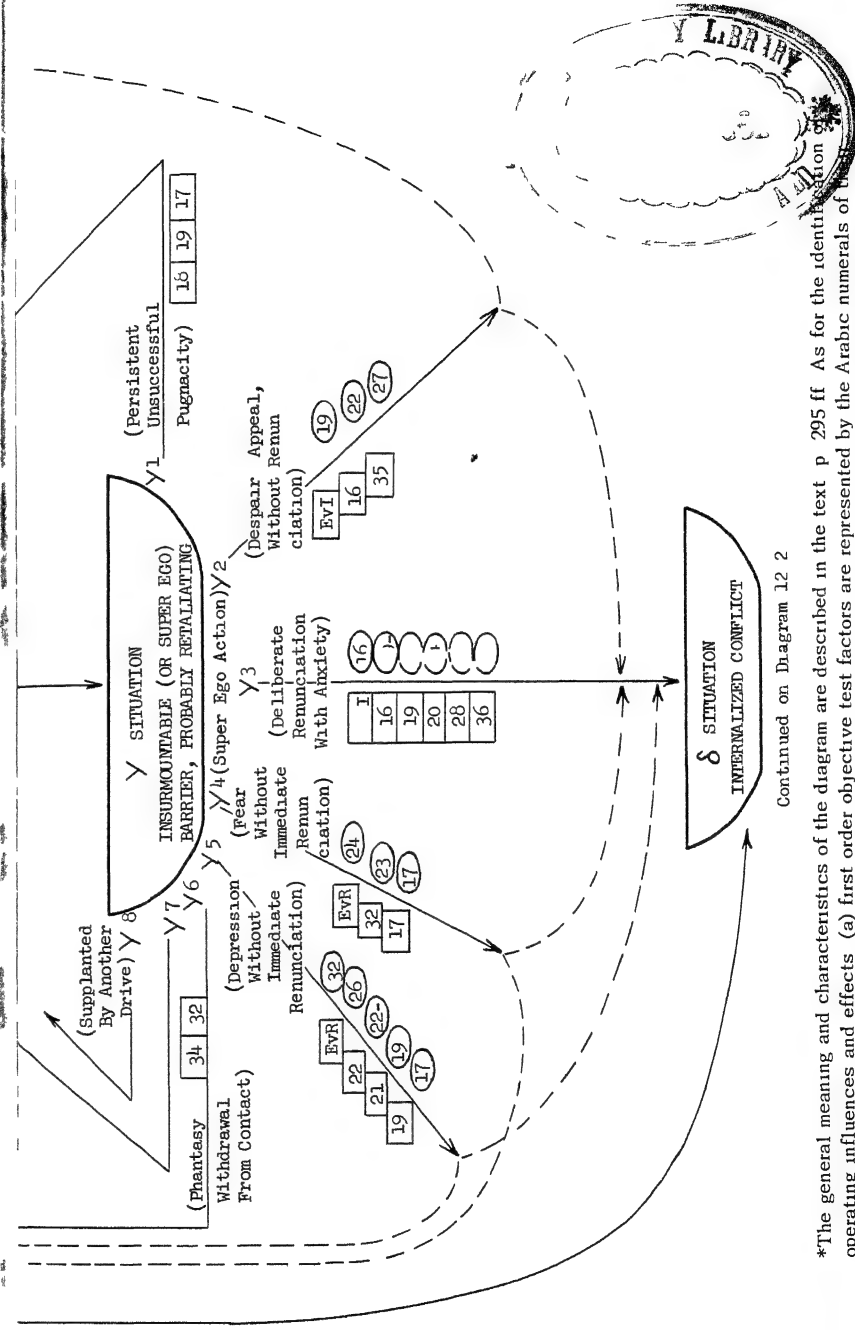 γ SITUATION
INSURMOUNTABLE (OR SUPER EGO)
BARRIER, PROBABLY RETALIATING
γ8
(Supplanted
By Another
Drive)
γ7
γ6
(Phantasy
Withdrawal
From Contact)
34 32
γ5
(Depression
Without
Immediate
Renunciation)
EvR
22
21
19
32
26
22-
19
17
γ4 (Super Ego Action)
(Fear
Without
Immediate
Renun
ciation)
EvR
32
17
24
23
17
γ3
(Deliberate
Renunciation
With Anxiety)
I
16
19
20
28
36
16
γ2
(Despair Appeal,
Without Renun
ciation)
EvI
16
35
19
22
27
γ1
(Persistent
Unsuccessful
Pugnacity)
18 19 17
δ SITUATION
INTERNALIZED CONFLICT
Continued on Diagram 12 2
Y LIBRARY
*The general meaning and characteristics of the diagram are described in the text p 295 ff As for the identification of
operating influences and effects (a) first order objective test factors are represented by the Arabic numerals of